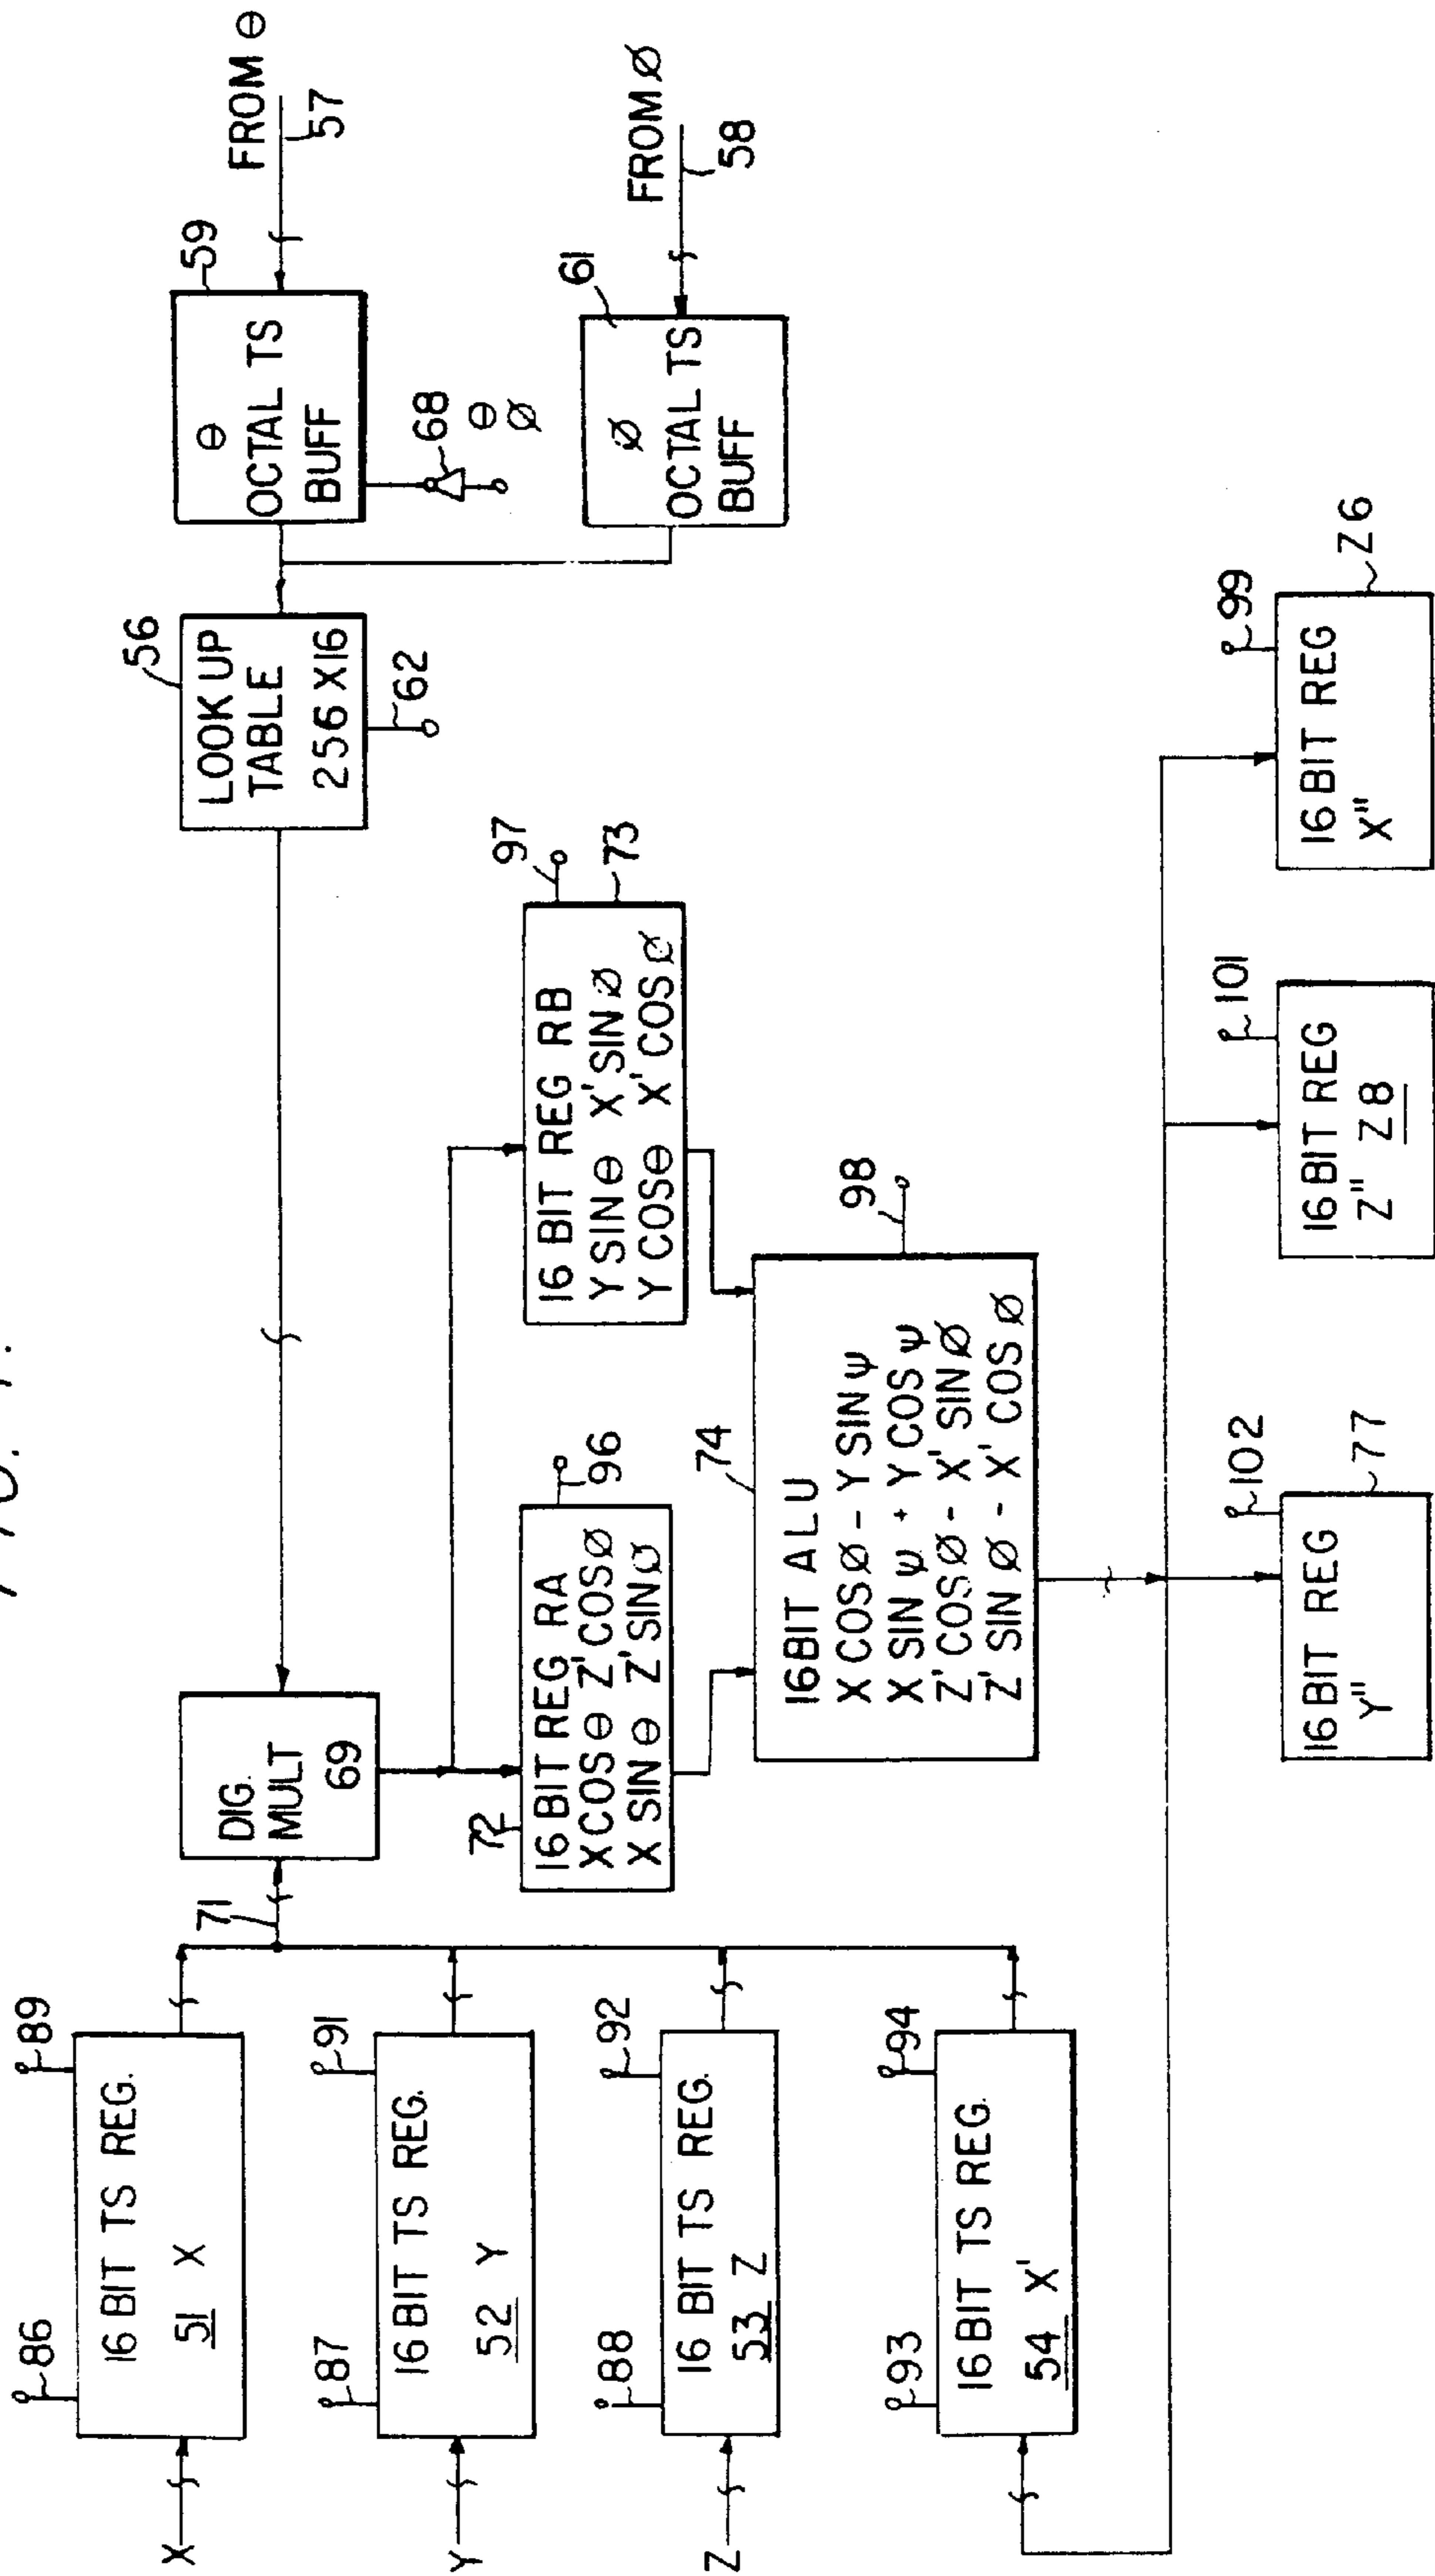 X
86
89
16 BIT TS REG.
51 X
Y
87
91
16 BIT TS REG.
52 Y
Z
88
92
16 BIT TS REG.
53 Z
93
94
16 BIT TS REG.
54 X'
71
DIG.
MULT
69
72
16 BIT REG RA
X COS Θ Z' COS Ø
X SIN Θ Z' SIN Ø
96
16 BIT REG RB
Y SIN Θ X' SIN Ø
Y COS Θ X' COS Ø
97
73
74
16 BIT ALU
X COS Ø - Y SIN ψ
X SIN ψ + Y COS ψ
Z' COS Ø - X' SIN Ø
Z' SIN Ø - X' COS Ø
98
56
LOOK UP
TABLE
256 X 16
62
59
Θ
OCTAL TS
BUFF
68
Θ
Ø
FROM Θ
57
61
Ø
OCTAL TS
BUFF
FROM Ø
58
102
16 BIT REG
Y"
77
101
16 BIT REG
Z" Z8
99
16 BIT REG
X"
Z6